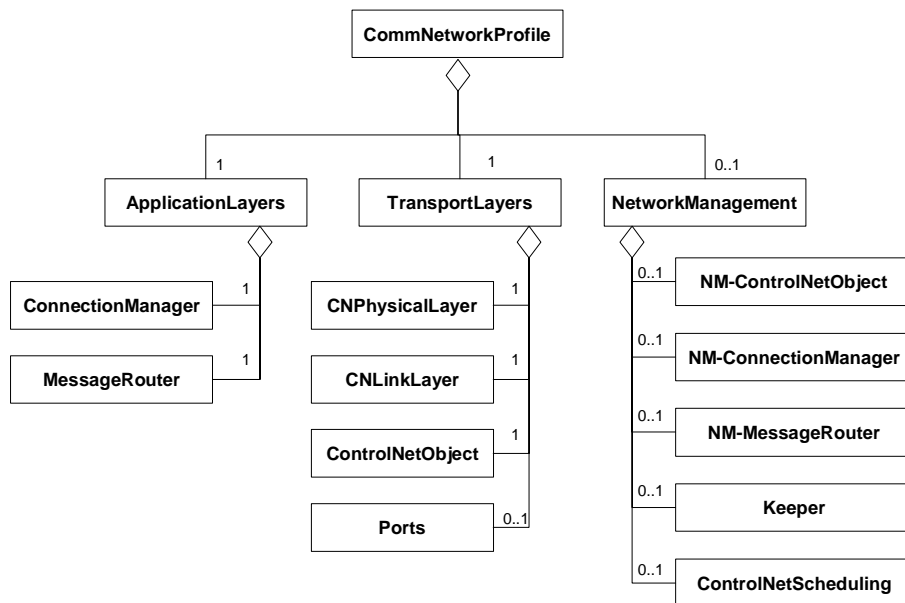 CommNetworkProfile
1
1
0..1
ApplicationLayers
TransportLayers
NetworkManagement
ConnectionManager
1
MessageRouter
1
CNPhysicalLayer
1
CNLinkLayer
1
ControlNetObject
1
Ports
0..1
0..1
NM-ControlNetObject
0..1
NM-ConnectionManager
0..1
NM-MessageRouter
0..1
Keeper
0..1
ControlNetScheduling